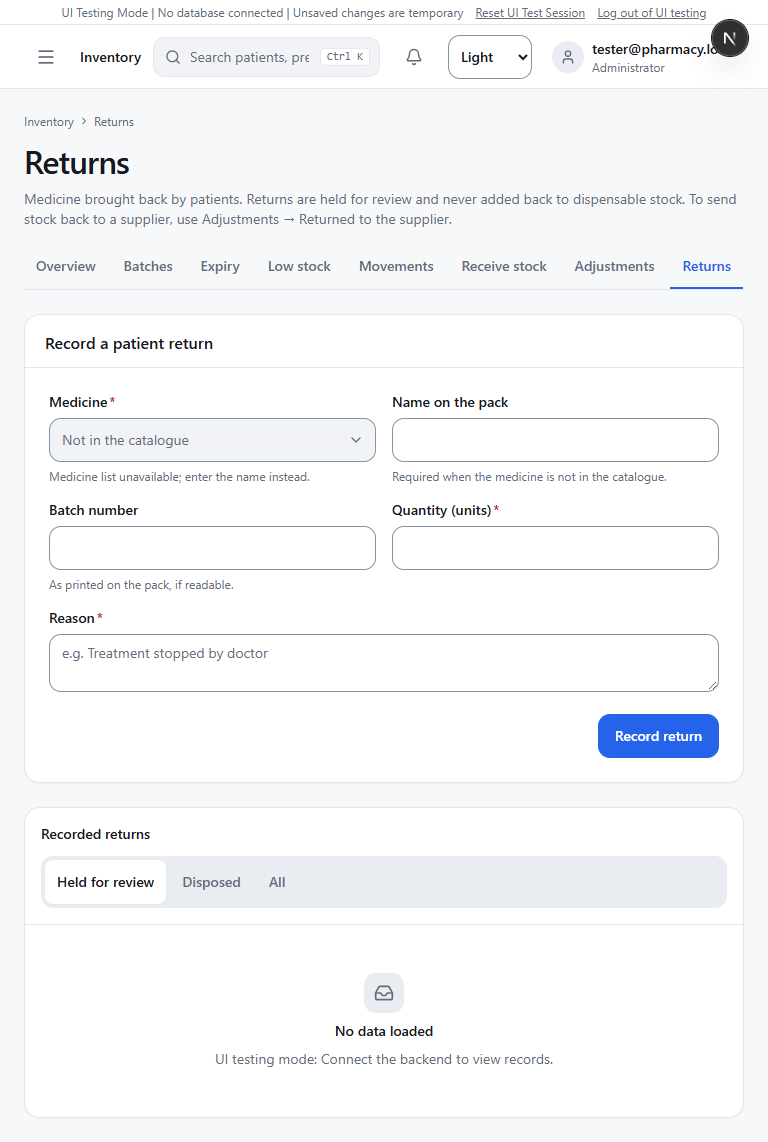 UI Testing Mode | No database connected | Unsaved changes are temporary Reset UI Test Session Log out of UI testing
Inventory
Search patients, pre
Ctrl K
Light
tester@pharmacy.lo
Administrator
N
Inventory > Returns
Returns
Medicine brought back by patients. Returns are held for review and never added back to dispensable stock. To send
stock back to a supplier, use Adjustments → Returned to the supplier.
Overview Batches Expiry Low stock Movements Receive stock Adjustments Returns
Record a patient return
Medicine* Name on the pack
Not in the catalogue
Medicine list unavailable; enter the name instead. Required when the medicine is not in the catalogue.
Batch number Quantity (units)*
As printed on the pack, if readable.
Reason*
e.g. Treatment stopped by doctor
Record return
Recorded returns
Held for review Disposed All
No data loaded
UI testing mode: Connect the backend to view records.